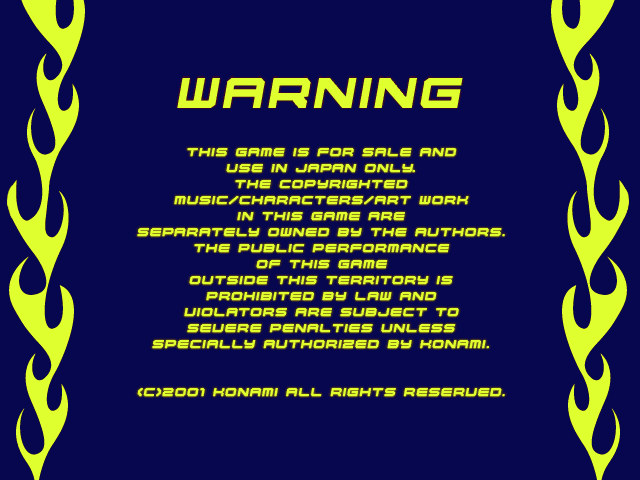 WARNING
THIS GAME IS FOR SALE AND
USE IN JAPAN ONLY.
THE COPYRIGHTED
MUSIC/CHARACTERS/ART WORK
IN THIS GAME ARE
SEPARATELY OWNED BY THE AUTHORS.
THE PUBLIC PERFORMANCE
OF THIS GAME
OUTSIDE THIS TERRITORY IS
PROHIBITED BY LAW AND
VIOLATORS ARE SUBJECT TO
SEVERE PENALTIES UNLESS
SPECIALLY AUTHORIZED BY KONAMI.
(C)2001 KONAMI ALL RIGHTS RESERVED.